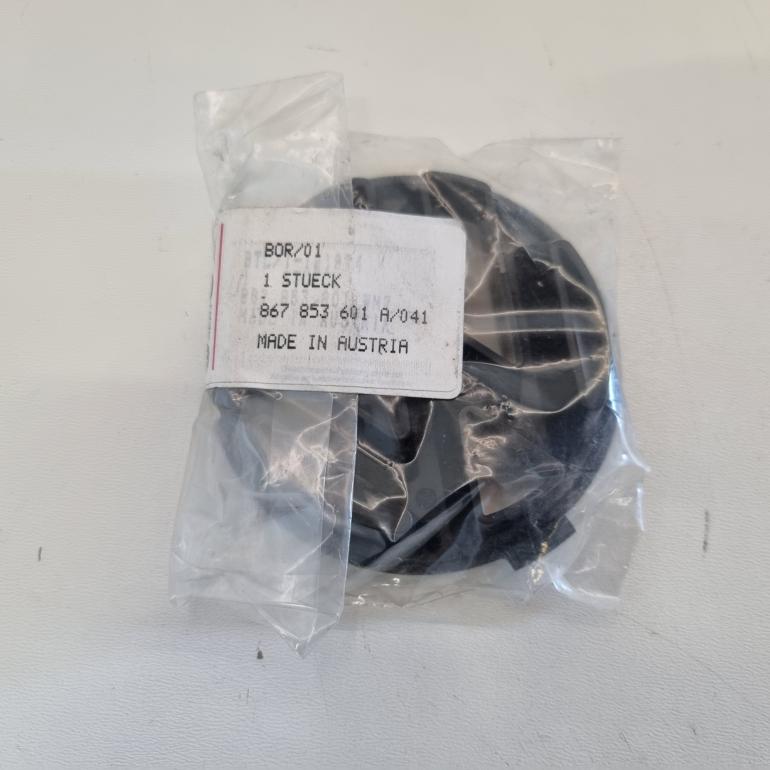 BOR/01
1 STUECK
867 853 601 A/041
MADE IN AUSTRIA